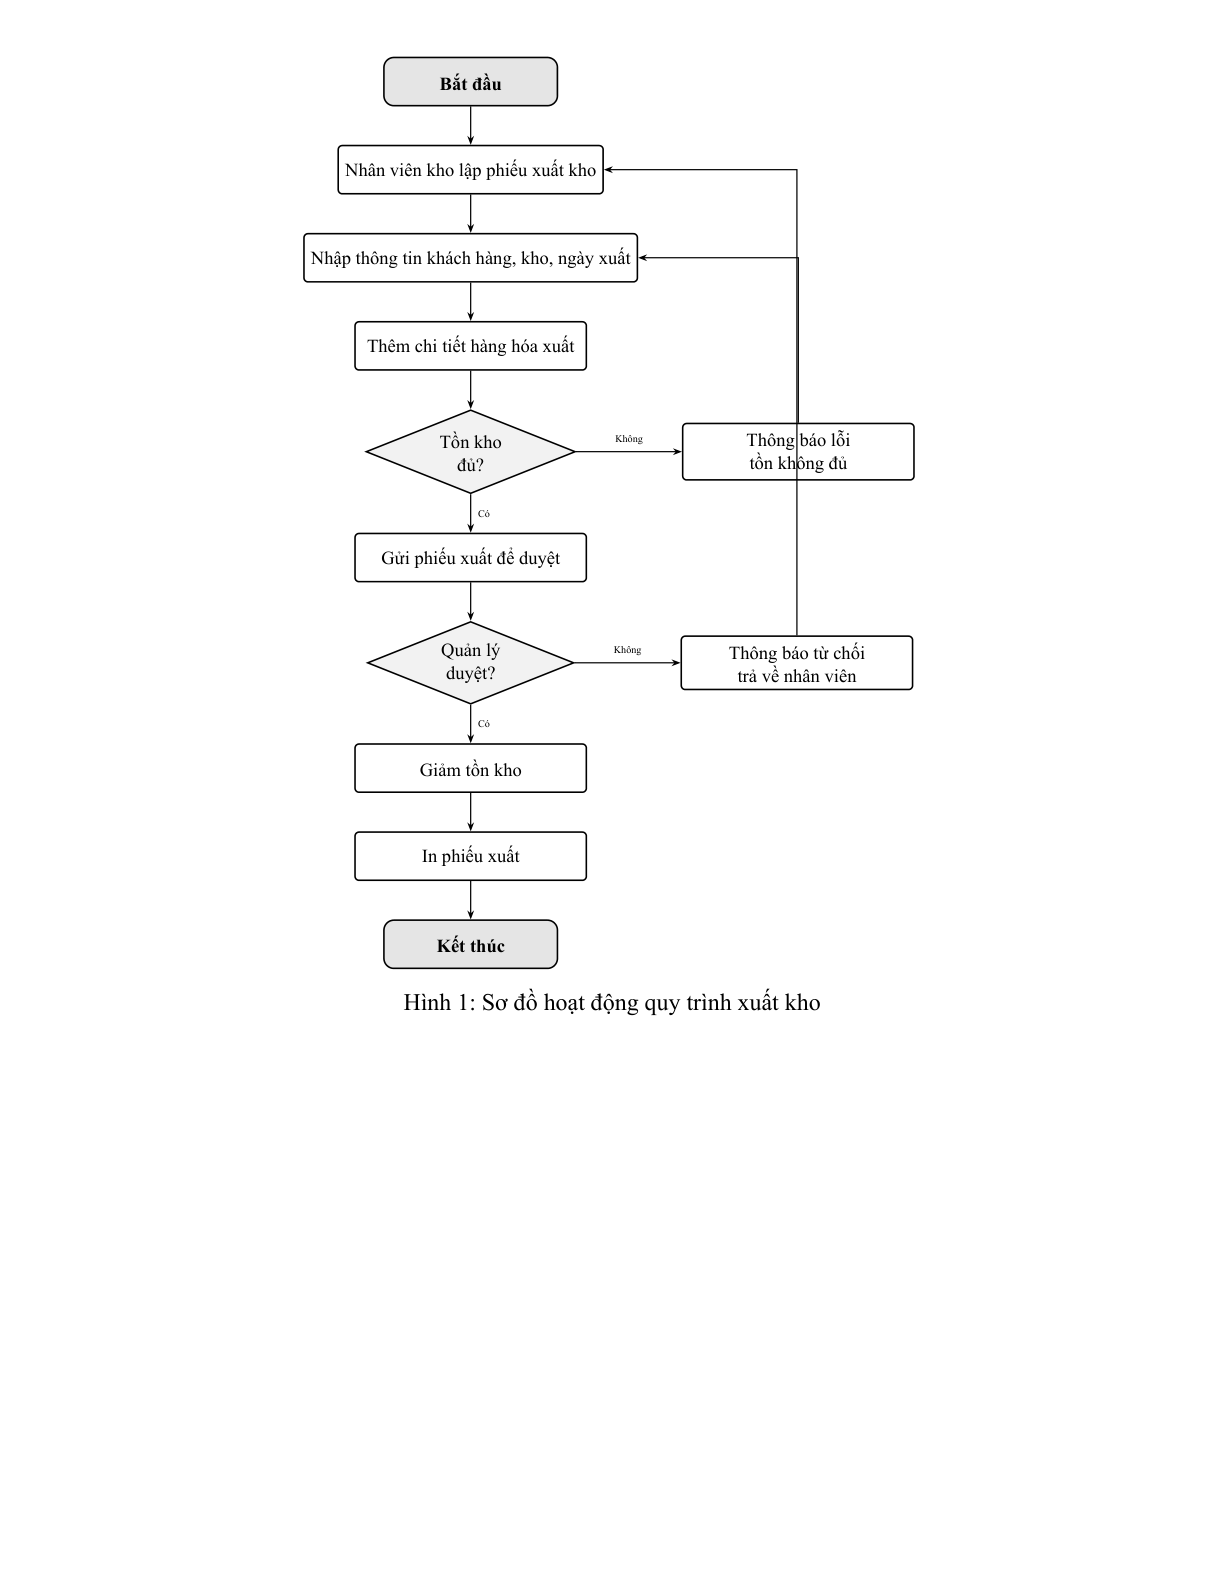 Bắt đầu
Nhân viên kho lập phiếu xuất kho
Nhập thông tin khách hàng, kho, ngày xuất
Thêm chi tiết hàng hóa xuất
Tồn kho
đủ?
Không
Thông báo lỗi
tồn không đủ
Có
Gửi phiếu xuất để duyệt
Quản lý
duyệt?
Không
Thông báo từ chối
trả về nhân viên
Có
Giảm tồn kho
In phiếu xuất
Kết thúc
Hình 1: Sơ đồ hoạt động quy trình xuất kho